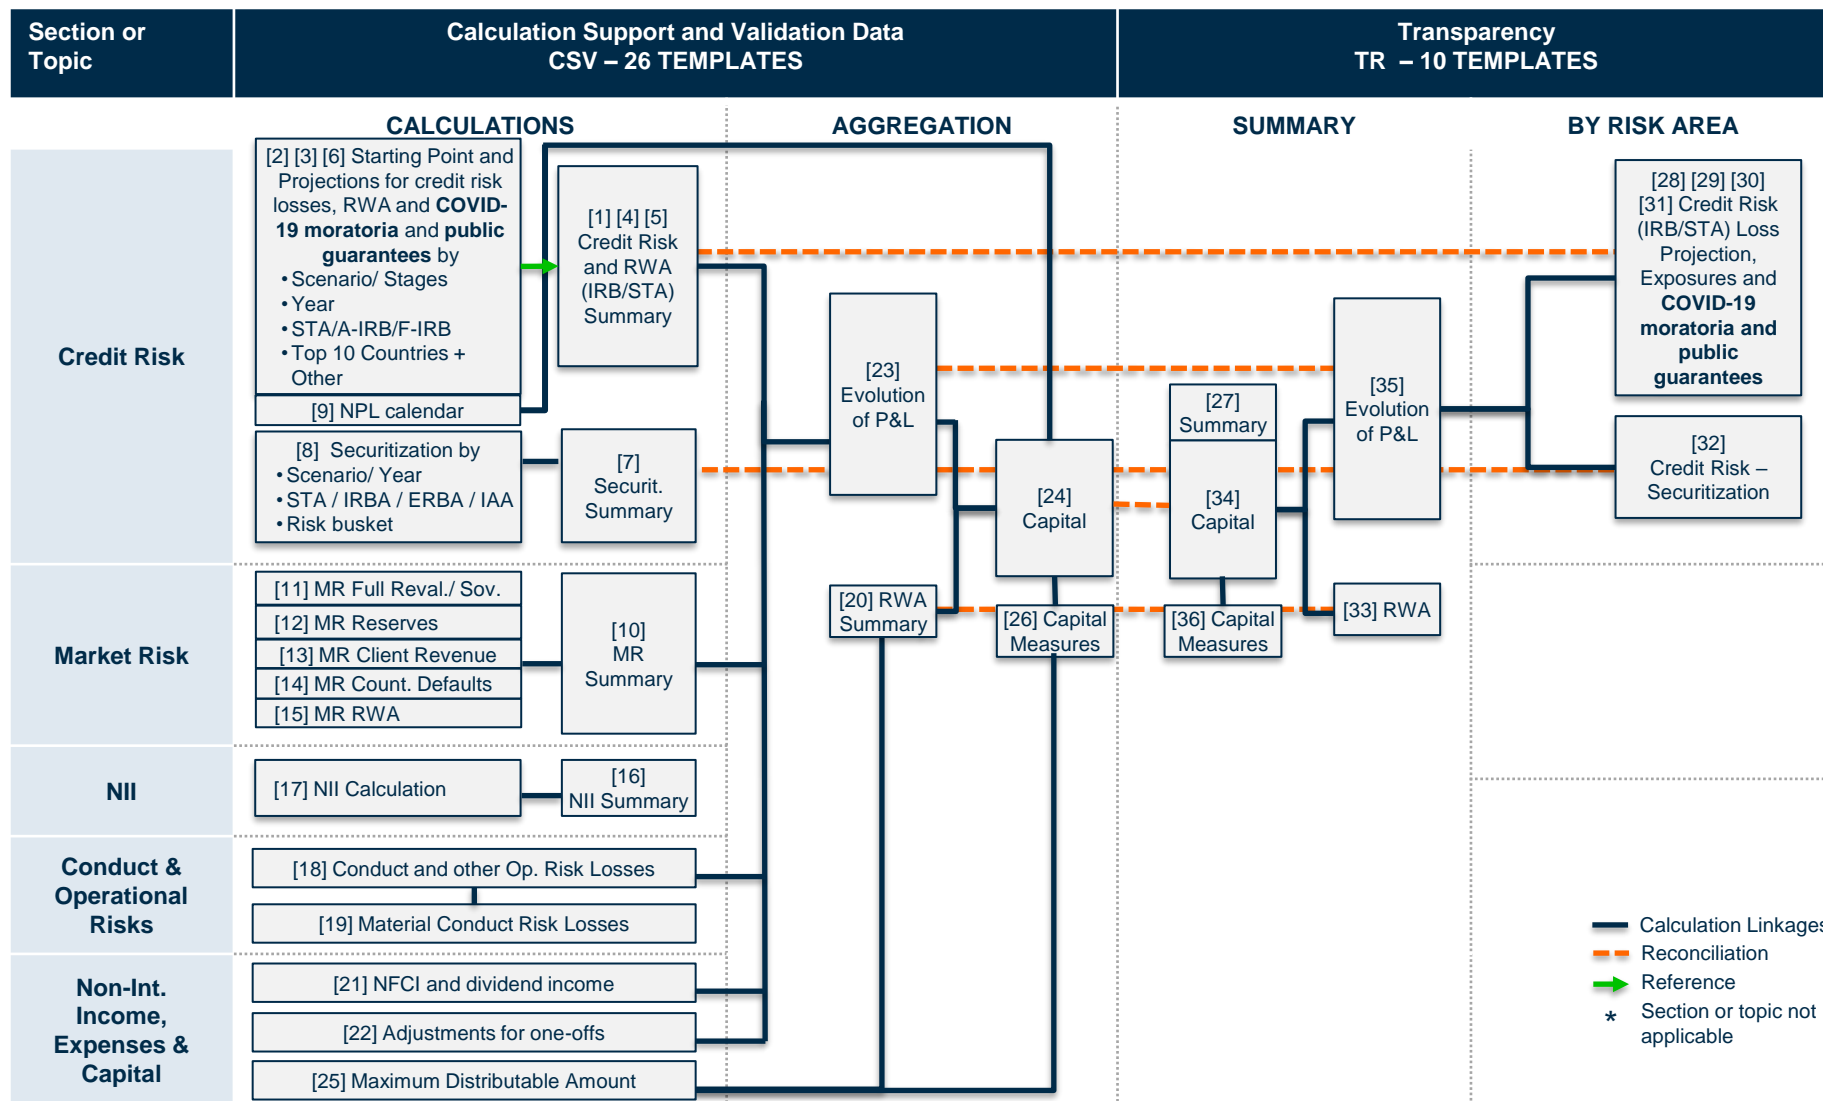 Section or
Topic
Calculation Support and Validation Data
CSV – 26 TEMPLATES
Transparency
TR – 10 TEMPLATES
CALCULATIONS
AGGREGATION
SUMMARY
BY RISK AREA
Credit Risk
[2] [3] [6] Starting Point and
Projections for credit risk
losses, RWA and COVID-
19 moratoria and public
guarantees by
•Scenario/ Stages
•Year
•STA/A-IRB/F-IRB
•Top 10 Countries +
Other
[9] NPL calendar
[1] [4] [5]
Credit Risk
and RWA
(IRB/STA)
Summary
[8] Securitization by
•Scenario/ Year
•STA / IRBA / ERBA / IAA
•Risk busket
[7]
Securit.
Summary
[23]
Evolution
of P&L
[24]
Capital
[27]
Summary
[34]
Capital
[35]
Evolution
of P&L
[28] [29] [30]
[31] Credit Risk
(IRB/STA) Loss
Projection,
Exposures and
COVID-19
moratoria and
public
guarantees
[32]
Credit Risk –
Securitization
Market Risk
[11] MR Full Reval./ Sov.
[12] MR Reserves
[13] MR Client Revenue
[14] MR Count. Defaults
[15] MR RWA
[10]
MR
Summary
[20] RWA
Summary
[26] Capital
Measures
[36] Capital
Measures
[33] RWA
NII
[17] NII Calculation
[16]
NII Summary
Conduct &
Operational
Risks
[18] Conduct and other Op. Risk Losses
[19] Material Conduct Risk Losses
Non-Int.
Income,
Expenses &
Capital
[21] NFCI and dividend income
[22] Adjustments for one-offs
[25] Maximum Distributable Amount
Calculation Linkages
Reconciliation
Reference
* Section or topic not
applicable